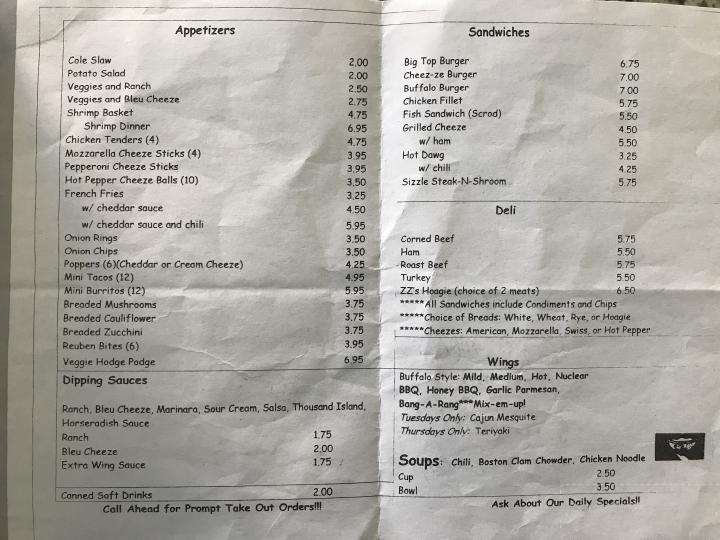 Appetizers
Cole Slaw 2.00
Potato Salad 2.00
Veggies and Ranch 2.50
Veggies and Bleu Cheeze 2.75
Shrimp Basket 4.75
Shrimp Dinner 6.95
Chicken Tenders (4) 4.75
Mozzarella Cheeze Sticks (4) 3.95
Pepperoni Cheeze Sticks 3.95
Hot Pepper Cheeze Balls (10) 3.50
French Fries 3.25
w/ cheddar sauce 4.50
w/ cheddar sauce and chili 5.95
Onion Rings 3.50
Onion Chips 3.50
Poppers (6)(Cheddar or Cream Cheeze) 4.25
Mini Tacos (12) 4.95
Mini Burritos (12) 5.95
Breaded Mushrooms 3.75
Breaded Cauliflower 3.75
Breaded Zucchini 3.75
Reuben Bites (6) 3.95
Veggie Hodge Podge 6.95
Dipping Sauces
Ranch, Bleu Cheeze, Marinara, Sour Cream, Salsa, Thousand Island,
Horseradish Sauce
Ranch 1.75
Bleu Cheeze 2.00
Extra Wing Sauce 1.75
Canned Soft Drinks 2.00
Call Ahead for Prompt Take Out Orders!!!
Sandwiches
Big Top Burger 6.75
Cheez-ze Burger 7.00
Buffalo Burger 7.00
Chicken Fillet 5.75
Fish Sandwich (Scrod) 5.50
Grilled Cheeze 4.50
w/ ham 5.50
Hot Dawg 3.25
w/ chili 4.25
Sizzle Steak-N-Shroom 5.75
Deli
Corned Beef 5.75
Ham 5.50
Roast Beef 5.75
Turkey 5.50
ZZ's Hoagie (choice of 2 meats) 6.50
*****All Sandwiches include Condiments and Chips
*****Choice of Breads: White, Wheat, Rye, or Hoagie
*****Cheezes: American, Mozzarella, Swiss, or Hot Pepper
Wings
Buffalo Style: Mild, Medium, Hot, Nuclear
BBQ, Honey BBQ, Garlic Parmesan,
Bang-A-Rang***Mix-em-up!
Tuesdays Only: Cajun Mesquite
Thursdays Only: Teriyaki
Soups: Chili, Boston Clam Chowder, Chicken Noodle
Cup 2.50
Bowl 3.50
Ask About Our Daily Specials!!